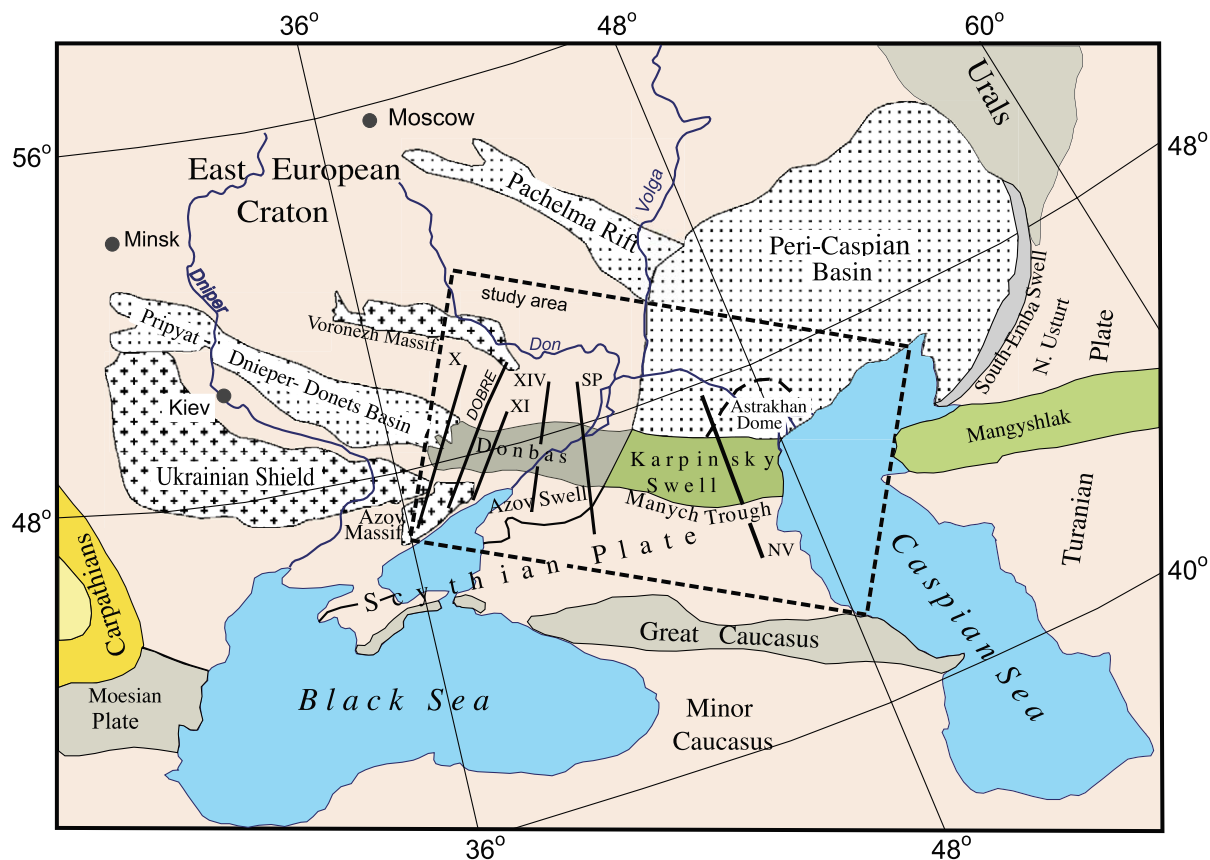 36°
48°
60°
56°
48°
48°
40°
36°
48°
Urals
Moscow
East European
Craton
Minsk
Dniper
Volga
Pachelma Rift
Peri-Caspian
Basin
South-Emba Swell
N. Usturt
Plate
study area
Pripyat -
Dnieper- Donets Basin
Voronezh Massif
Don
X
DOBRE
XIV
XI
SP
Astrakhan
Dome
Kiev
Mangyshlak
Donbas
Karpinsky
Swell
Ukrainian Shield
Azov
Massif
Azov Swell
Manych Trough
NV
Scythian Plate
Turanian
Carpathians
Caspian Sea
Great Caucasus
Moesian
Plate
Black Sea
Minor
Caucasus